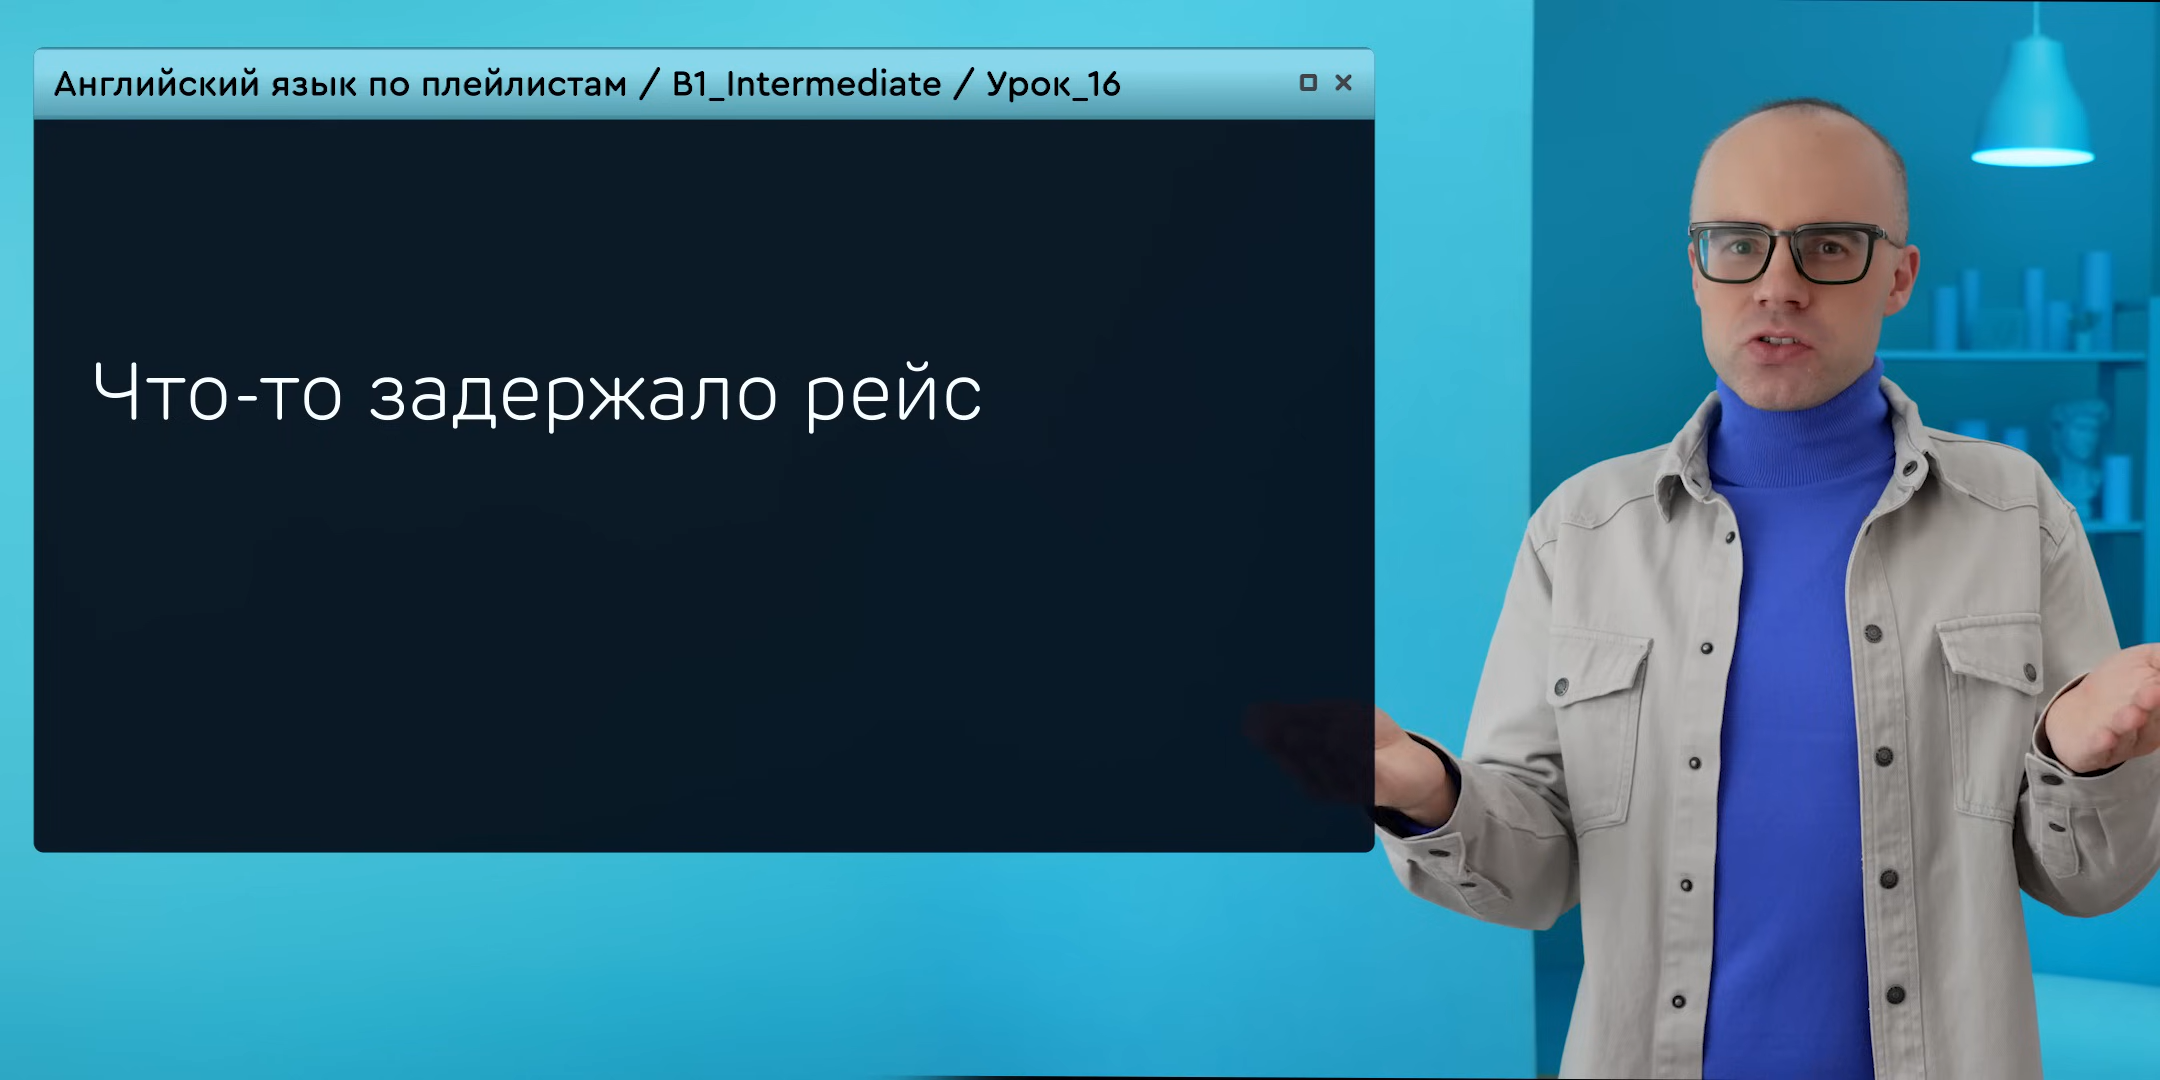 Английский язык по плейлистам / B1_Intermediate / Урок_16
Что-то задержало рейс